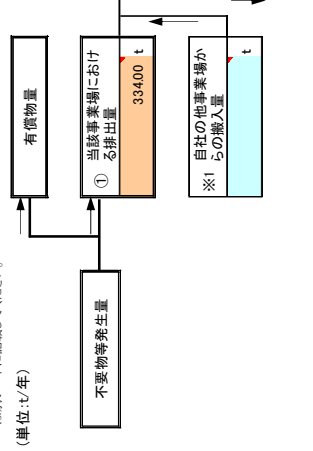 (単位:t/年)
不要物等発生量
有償物量
①
当該事業場におけ
る排出量
334.00 t
※1
自社の他事業場か
らの搬入量
t